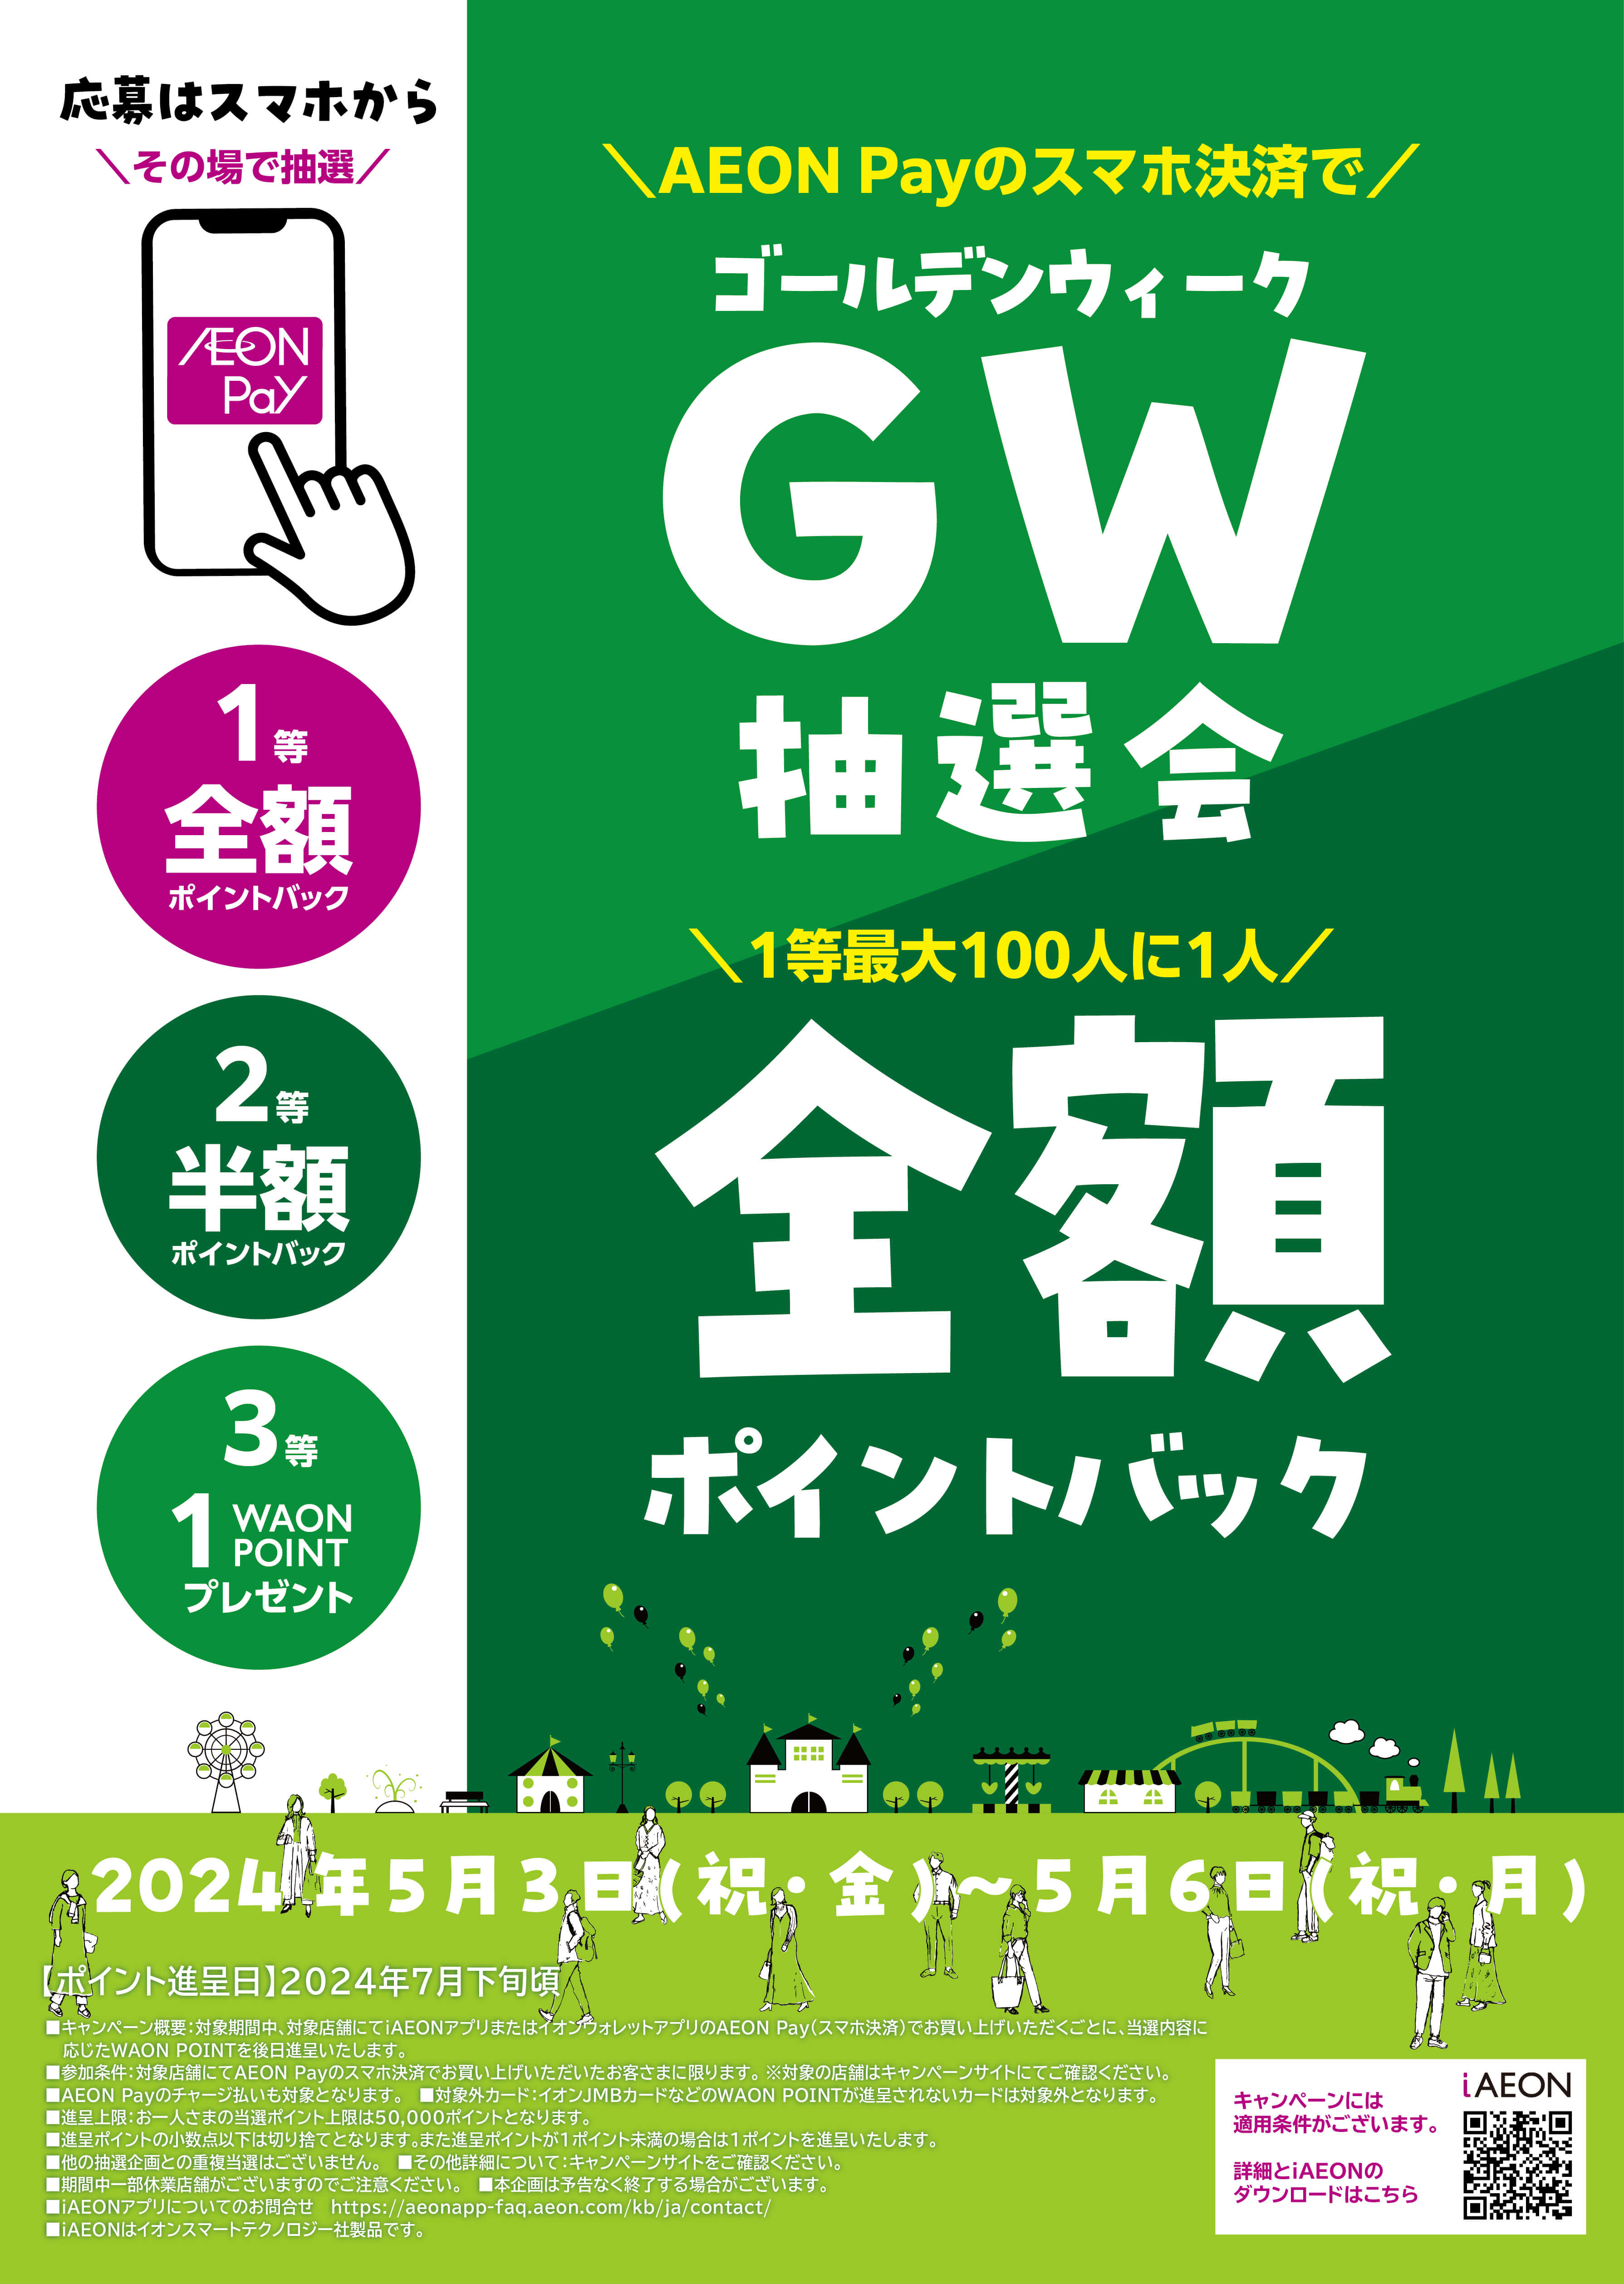 応募はスマホから
＼その場で抽選／
AEON
Pay
1等
全額
ポイントバック
2等
半額
ポイントバック
3等
1 WAON
POINT
プレゼント
＼AEON Payのスマホ決済で／
ゴールデンウィーク
GW
抽選会
＼1等最大100人に1人／
全額
ポイントバック
2024年5月3日(祝・金)~5月6日(祝・月)
【ポイント進呈日】2024年7月下旬頃
■キャンペーン概要：対象期間中、対象店舗にてiAEONアプリまたはイオンウォレットアプリのAEON Pay（スマホ決済）でお買い上げいただくごとに、当選内容に
応じたWAON POINTを後日進呈いたします。
■参加条件：対象店舗にてAEON Payのスマホ決済でお買い上げいただいたお客さまに限ります。 ※対象の店舗はキャンペーンサイトにてご確認ください。
■AEON Payのチャージ払いも対象となります。 ■対象外カード：イオンJMBカードなどのWAON POINTが進呈されないカードは対象外となります。
■進呈上限：お一人さまの当選ポイント上限は50,000ポイントとなります。
■進呈ポイントの小数点以下は切り捨てとなります。また進呈ポイントが1ポイント未満の場合は1ポイントを進呈いたします。
■他の抽選企画との重複当選はございません。 ■その他詳細について：キャンペーンサイトをご確認ください。
■期間中一部休業店舗がございますのでご注意ください。 ■本企画は予告なく終了する場合がございます。
■iAEONアプリについてのお問合せ https://aeonapp-faq.aeon.com/kb/ja/contact/
■iAEONはイオンスマートテクノロジー社製品です。
キャンペーンには
適用条件がございます。
詳細とiAEONの
ダウンロードはこちら
iAEON